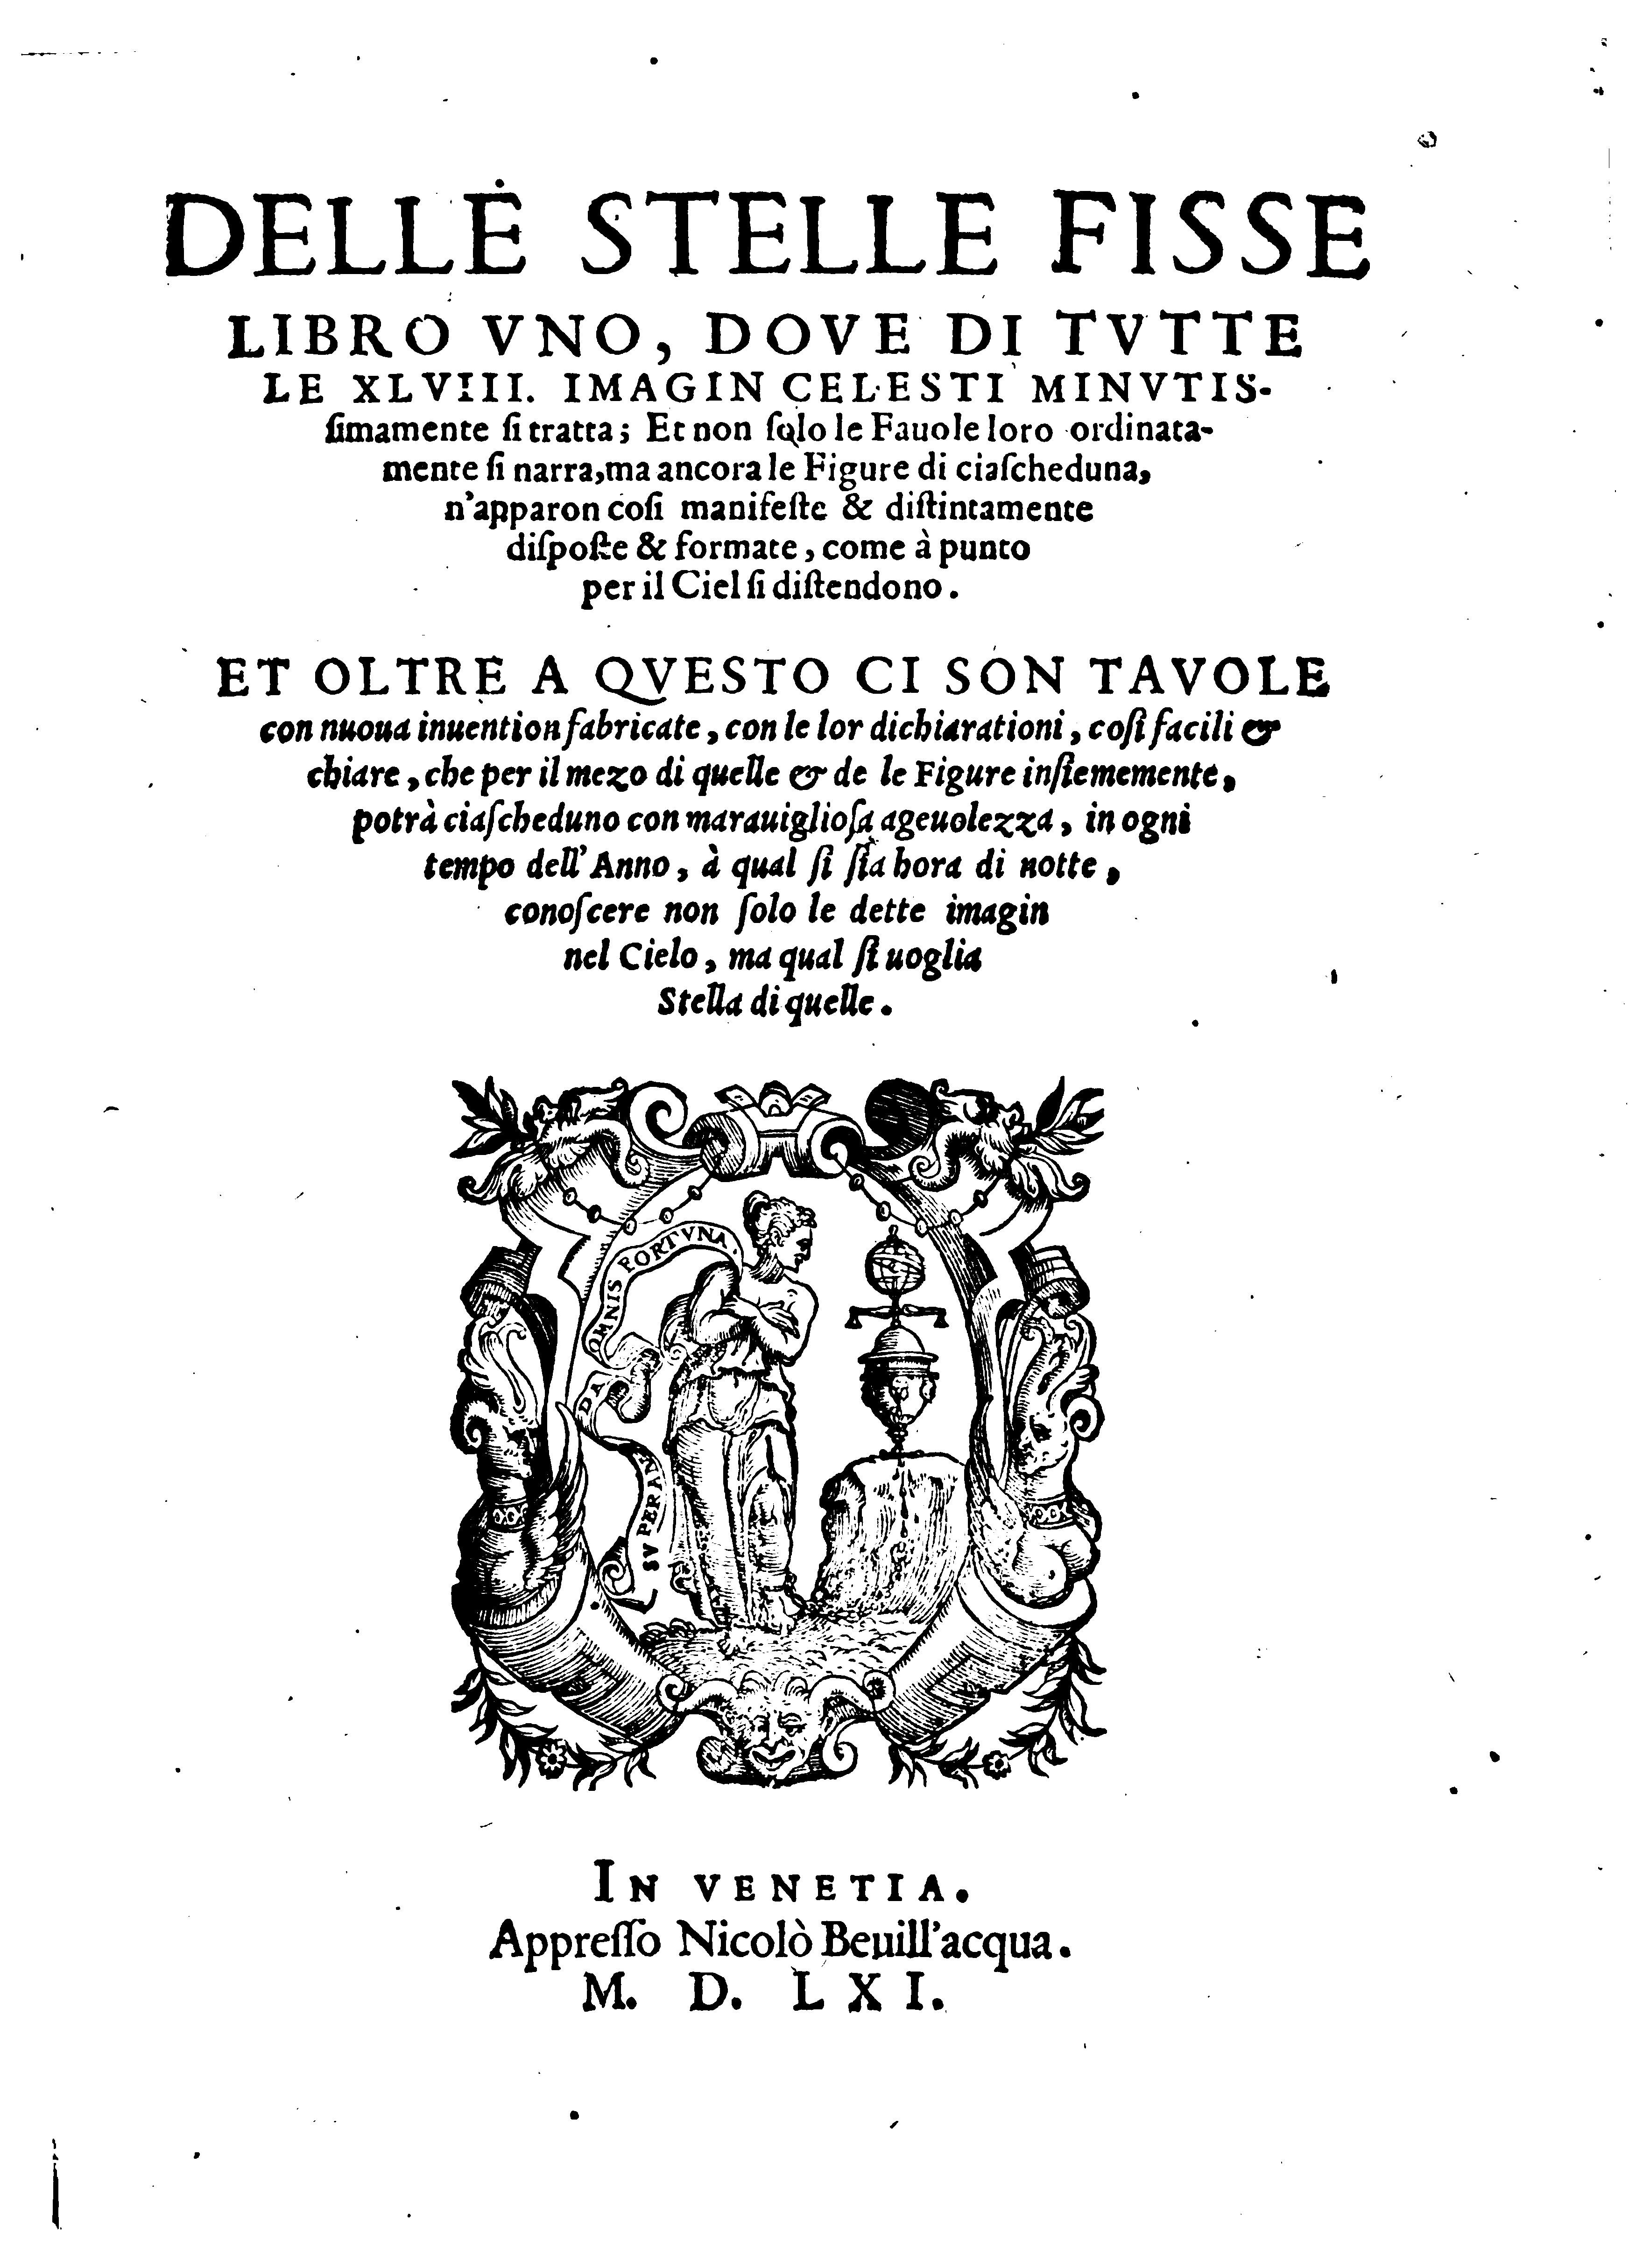 DELLE STELLE FISSE
LIBRO VNO, DOVE DI TVTTE
LE XLVIII. IMAGIN CELESTI MINVTIS-
ſimamente ſi tratta; Et non ſolo le Fauole loro ordinata-
mente ſi narra, ma ancora le Figure di ciaſcheduna,
n'apparon coſi manifeſte & diſtintamente
diſpoſte & formate, come à punto
per il Ciel ſi diſtendono.
ET OLTRE A QVESTO CI SON TAVOLE
con nuoua inuention fabricate, con le lor dichiarationi, coſi facili &
chiare, che per il mezo di quelle & de le Figure inſiememente,
potrà ciaſcheduno con marauiglioſa ageuolezza, in ogni
tempo dell'Anno, à qual ſi ſia hora di notte,
conoſcere non ſolo le dette imagin
nel Cielo, ma qual ſi uoglia
Stella di quelle.
SVPERAN
DA
OMNIS FORTVNA.
IN VENETIA.
Appreſſo Nicolò Beuill'acqua.
M. D. LXI.